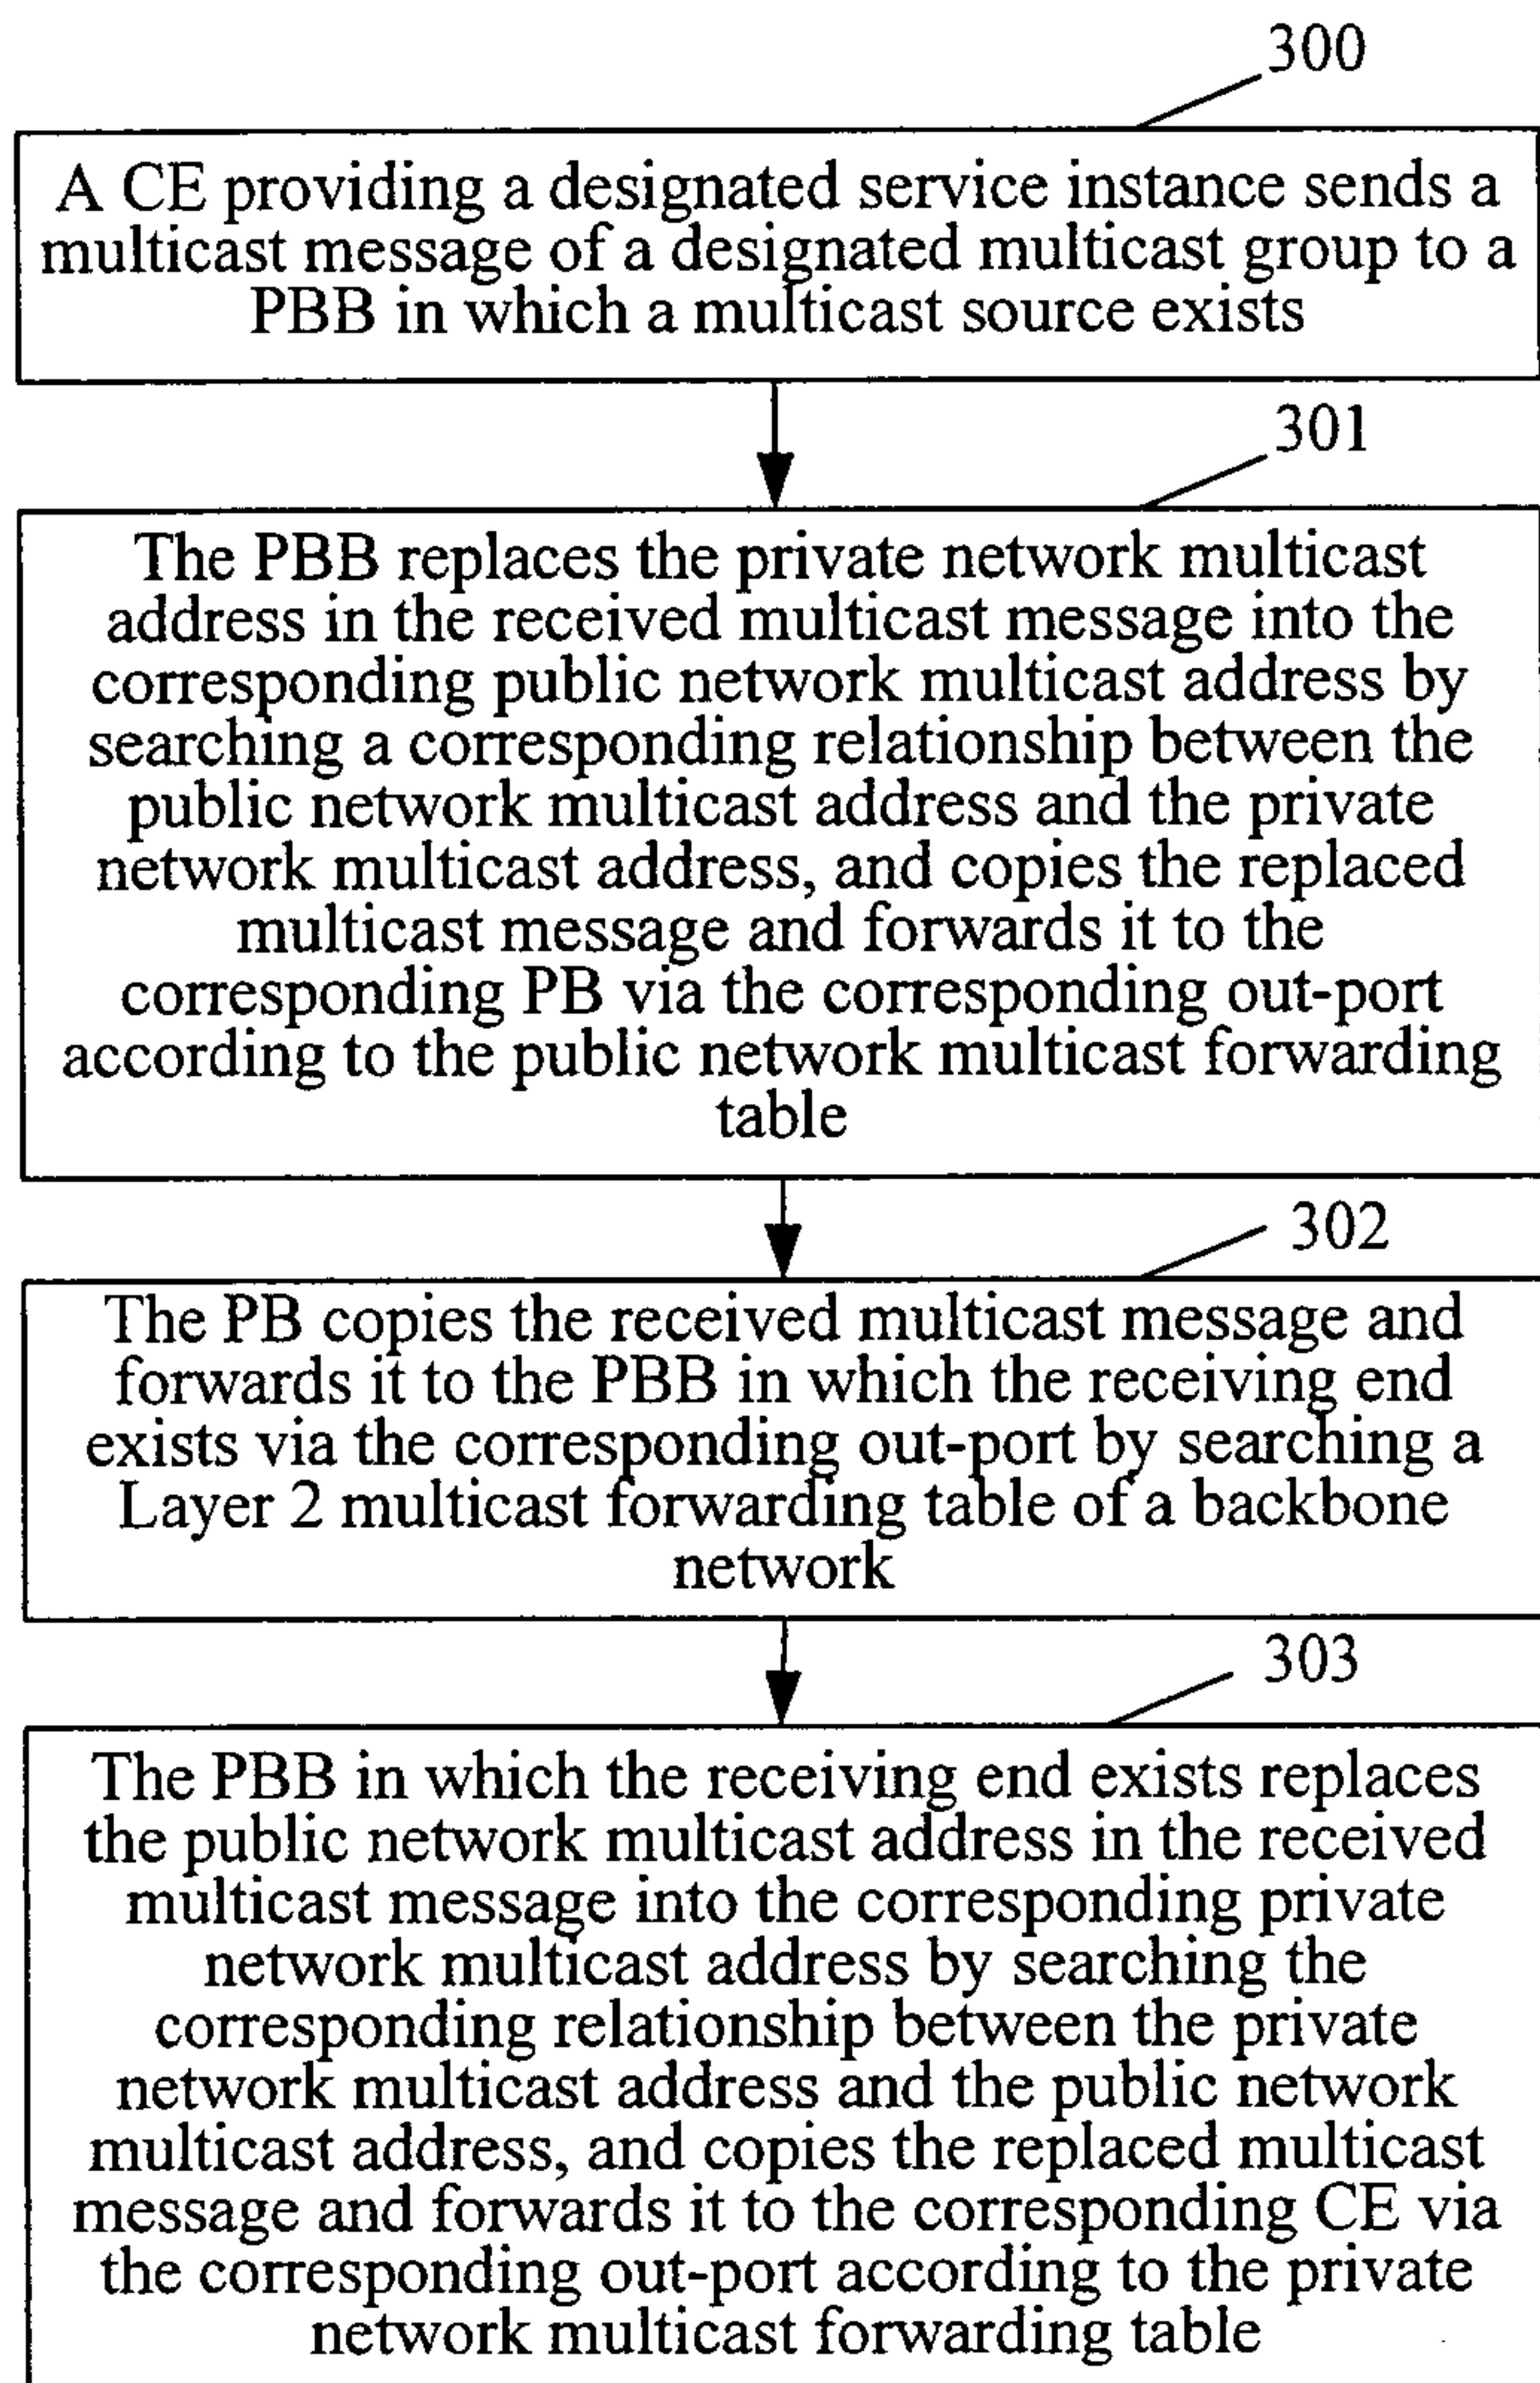 300
A CE providing a designated service instance sends a
multicast message of a designated multicast group to a
PBB in which a multicast source exists
301
The PBB replaces the private network multicast
address in the received multicast message into the
corresponding public network multicast address by
searching a corresponding relationship between the
public network multicast address and the private
network multicast address, and copies the replaced
multicast message and forwards it to the
corresponding PB via the corresponding out-port
according to the public network multicast forwarding
table
302
The PB copies the received multicast message and
forwards it to the PBB in which the receiving end
exists via the corresponding out-port by searching a
Layer 2 multicast forwarding table of a backbone
network
303
The PBB in which the receiving end exists replaces
the public network multicast address in the received
multicast message into the corresponding private
network multicast address by searching the
corresponding relationship between the private
network multicast address and the public network
multicast address, and copies the replaced multicast
message and forwards it to the corresponding CE via
the corresponding out-port according to the private
network multicast forwarding table